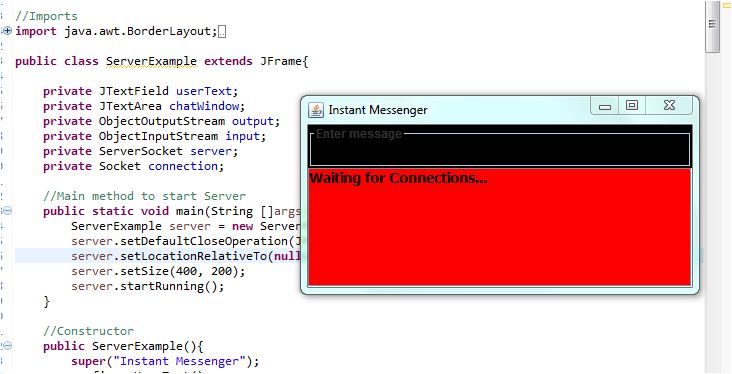 //Imports
import java.awt.BorderLayout;
public class ServerExample extends JFrame{
private JTextField userText;
private JTextArea chatWindow;
private ObjectOutputStream output;
private ObjectInputStream input;
private ServerSocket server;
private Socket connection;
//Main method to start Server
public static void main(String []args
ServerExample server = new Serve
server.setDefaultCloseOperation(J
server.setLocationRelativeTo(null
server.setSize(400, 200);
server.startRunning();
}
//Constructor
public ServerExample(){
super("Instant Messenger");
Instant Messenger
Enter message
Waiting for Connections...